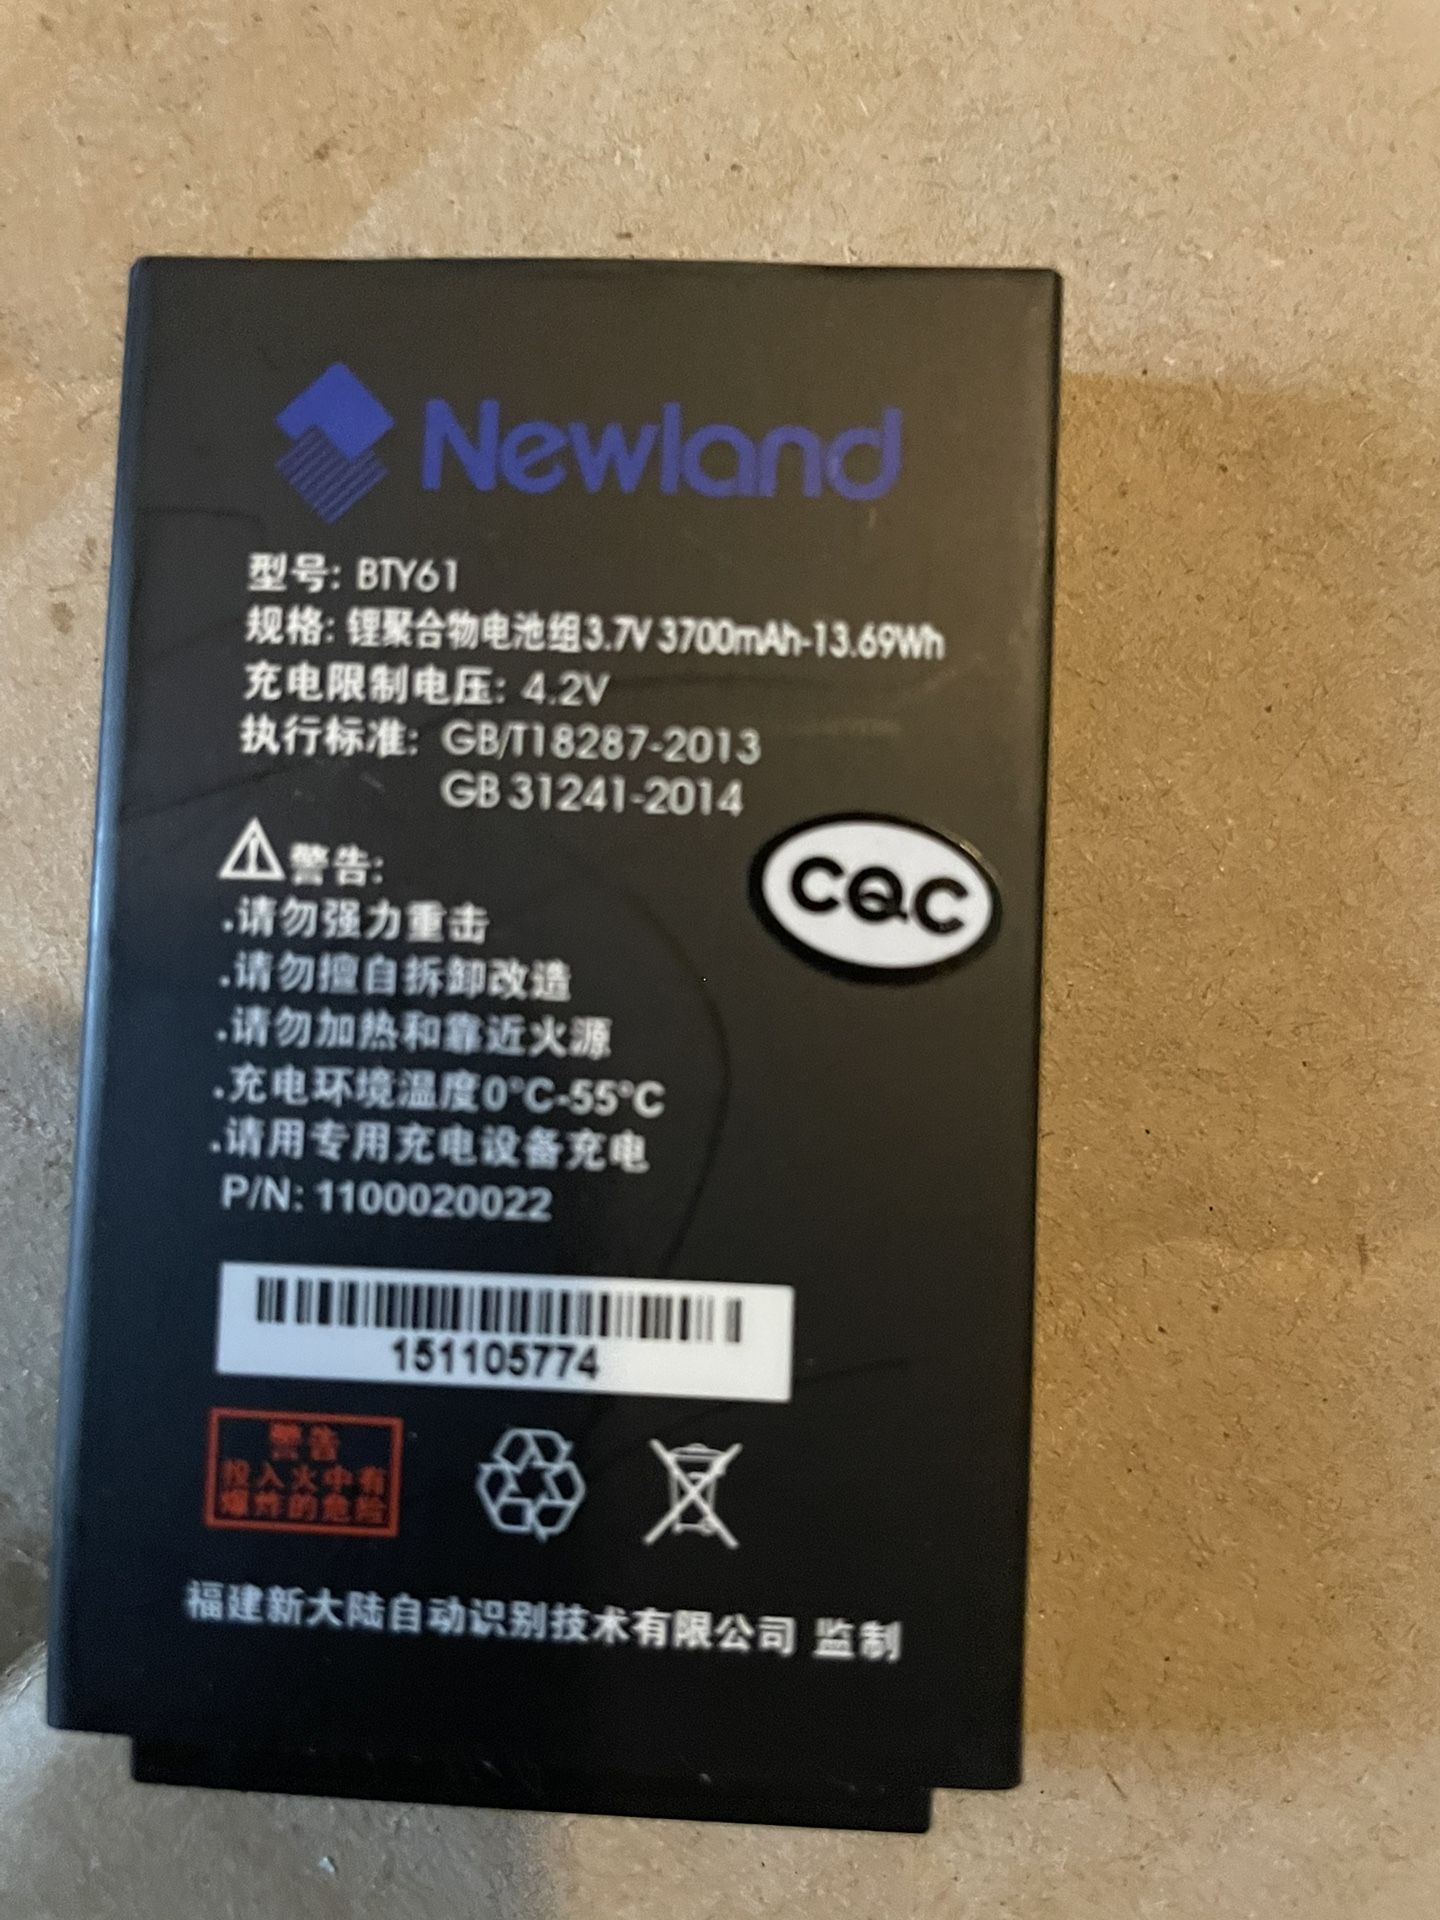 Newland
型号: BTY61
规格: 锂聚合物电池组3.7V 3700mAh-13.69Wh
充电限制电压: 4.2V
执行标准: GB/T18287-2013
GB 31241-2014
警告:
CQC
.请勿强力重击
.请勿擅自拆卸改造
.请勿加热和靠近火源
.充电环境温度0°C-55°C
.请用专用充电设备充电
P/N: 1100020022
151105774
警告
投入火中有
爆炸的危险
福建新大陆自动识别技术有限公司 监制